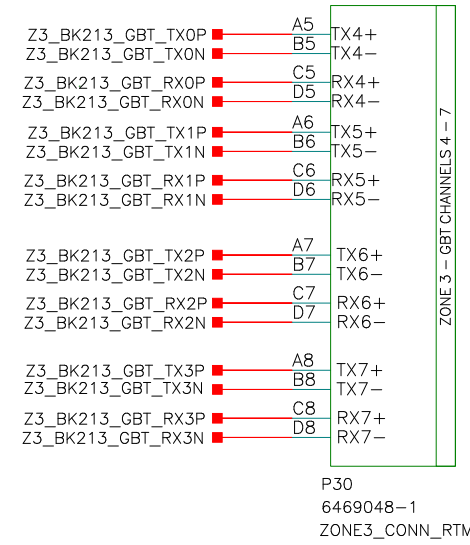 Z3_BK213_GBT_TX0P A5 TX4+
Z3_BK213_GBT_TX0N B5 TX4−
Z3_BK213_GBT_RX0P C5 RX4+
Z3_BK213_GBT_RX0N D5 RX4−
Z3_BK213_GBT_TX1P A6 TX5+
Z3_BK213_GBT_TX1N B6 TX5−
Z3_BK213_GBT_RX1P C6 RX5+
Z3_BK213_GBT_RX1N D6 RX5−
Z3_BK213_GBT_TX2P A7 TX6+
Z3_BK213_GBT_TX2N B7 TX6−
Z3_BK213_GBT_RX2P C7 RX6+
Z3_BK213_GBT_RX2N D7 RX6−
Z3_BK213_GBT_TX3P A8 TX7+
Z3_BK213_GBT_TX3N B8 TX7−
Z3_BK213_GBT_RX3P C8 RX7+
Z3_BK213_GBT_RX3N D8 RX7−
ZONE 3 − GBT CHANNELS 4 − 7
P30
6469048−1
ZONE3_CONN_RTM